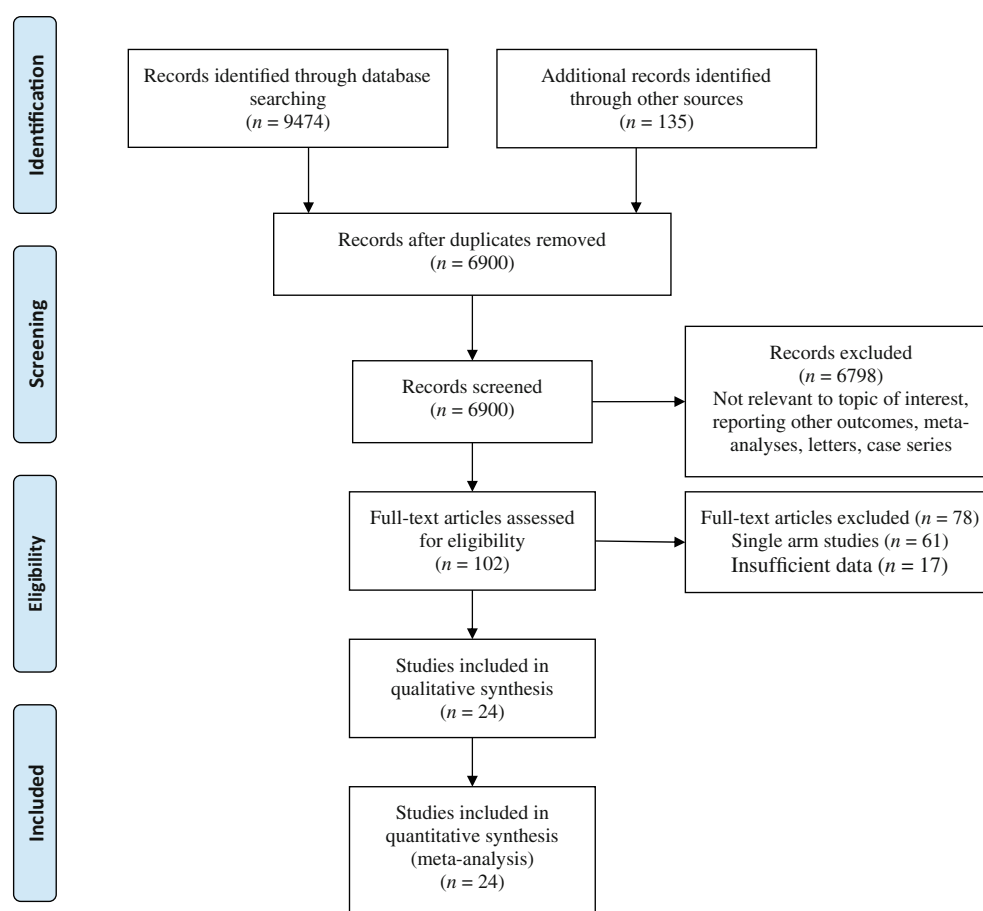 Identification
Records identified through database
searching
(n = 9474)
Additional records identified
through other sources
(n = 135)
Records after duplicates removed
(n = 6900)
Screening
Records screened
(n = 6900)
Records excluded
(n = 6798)
Not relevant to topic of interest,
reporting other outcomes, meta-
analyses, letters, case series
Eligibility
Full-text articles assessed
for eligibility
(n = 102)
Full-text articles excluded (n = 78)
Single arm studies (n = 61)
Insufficient data (n = 17)
Studies included in
qualitative synthesis
(n = 24)
Included
Studies included in
quantitative synthesis
(meta-analysis)
(n = 24)